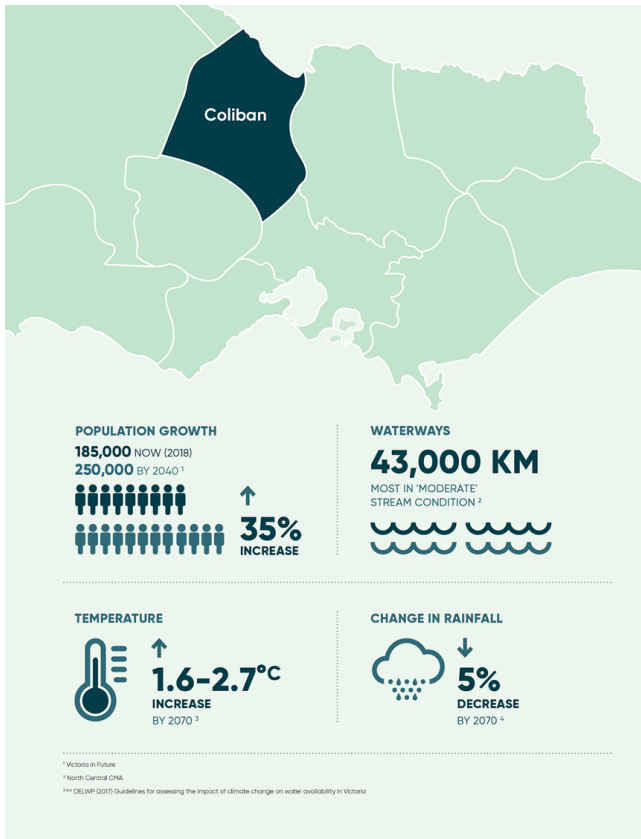 Coliban
POPULATION GROWTH
185,000 NOW (2018)
250,000 BY 2040 ¹
35%
INCREASE
WATERWAYS
43,000 KM
MOST IN 'MODERATE'
STREAM CONDITION ²
TEMPERATURE
1.6-2.7°C
INCREASE
BY 2070 ³
CHANGE IN RAINFALL
5%
DECREASE
BY 2070 ⁴
¹ Victoria in Future
² North Central CMA
³&⁴ DELWP (2017) Guidelines for assessing the impact of climate change on water availability in Victoria